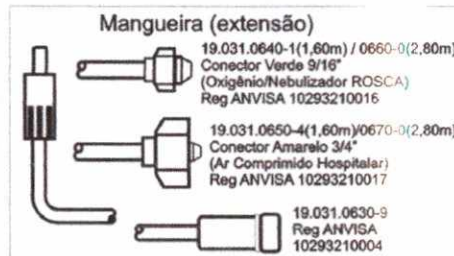 Mangueira (extensão)
19.031.0640-1(1,60m) / 0660-0(2,80m)
Conector Verde 9/16"
(Oxigênio/Nebulizador ROSCA)
Reg ANVISA 10293210016
19.031.0650-4(1,60m)/0670-0(2,80m)
Conector Amarelo 3/4"
(Ar Comprimido Hospitalar)
Reg ANVISA 10293210017
19.031.0630-9
Reg ANVISA
10293210004